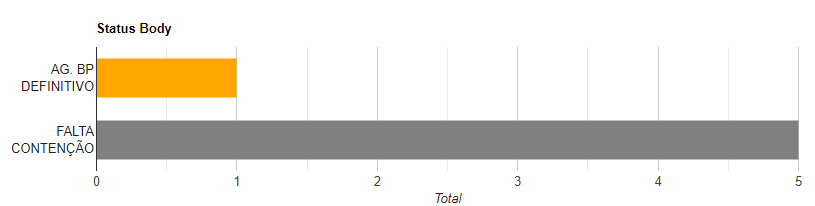 Status Body
AG. BP
DEFINITIVO
FALTA
CONTENÇÃO
0 1 2 3 4 5
Total